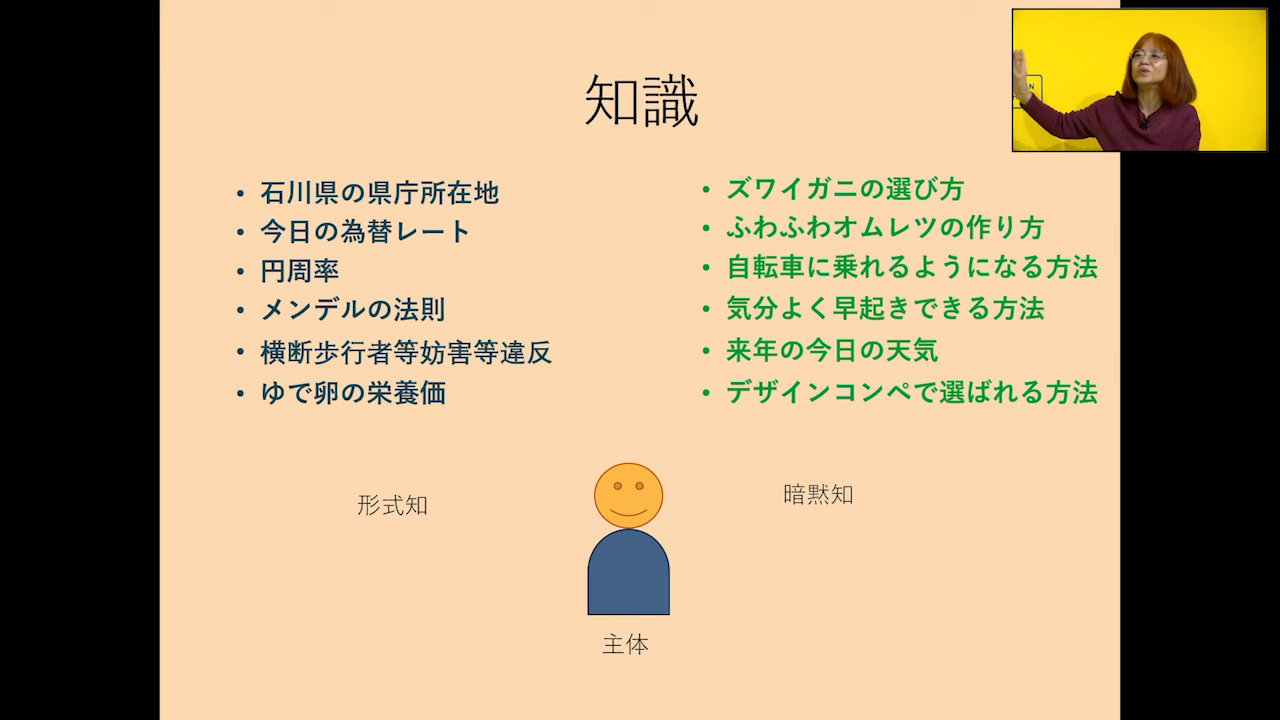 知識
・石川県の県庁所在地
・今日の為替レート
・円周率
・メンデルの法則
・横断歩行者等妨害等違反
・ゆで卵の栄養価
・ズワイガニの選び方
・ふわふわオムレツの作り方
・自転車に乗れるようになる方法
・気分よく早起きできる方法
・来年の今日の天気
・デザインコンペで選ばれる方法
形式知
暗黙知
主体